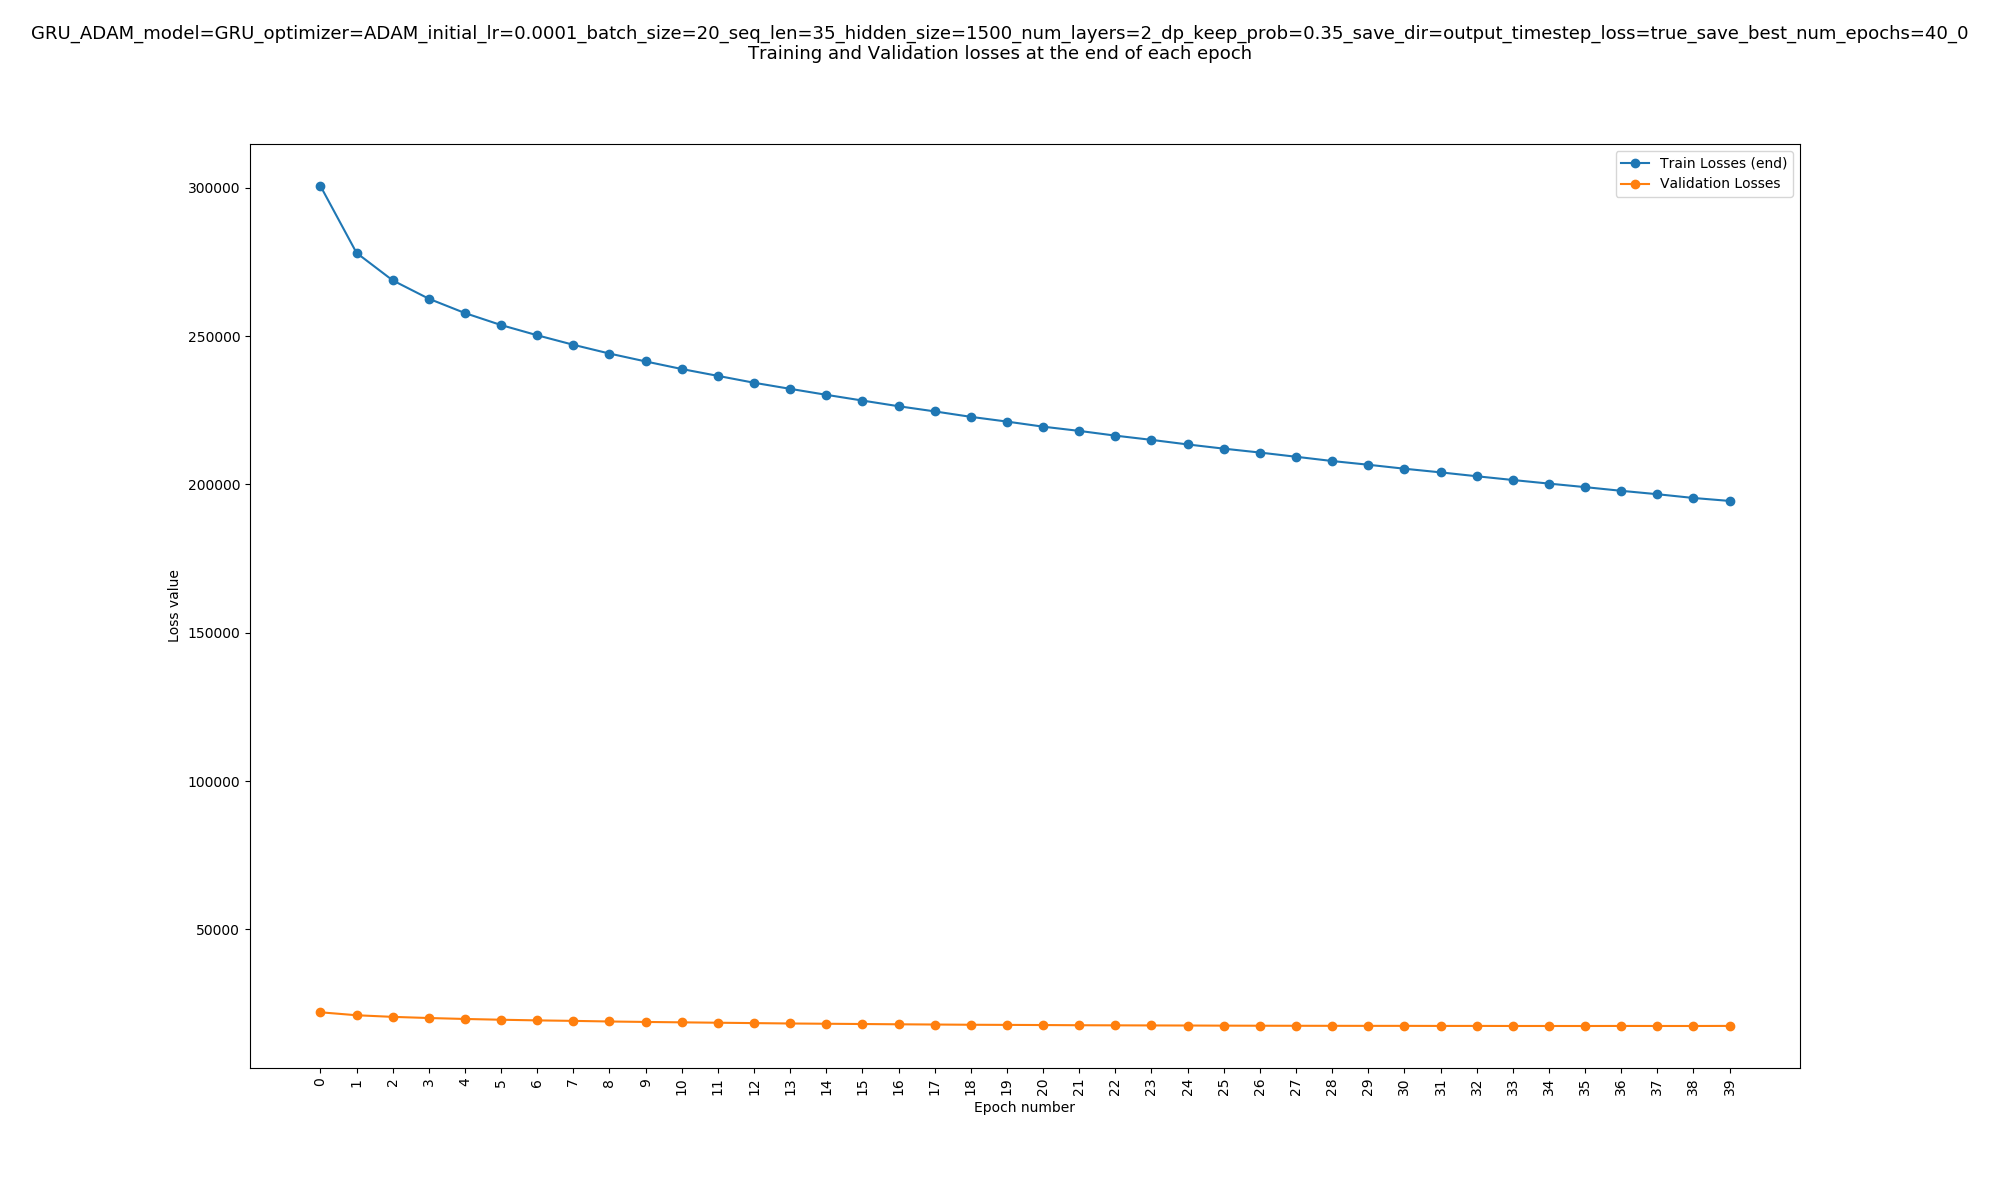 GRU_ADAM_model=GRU_optimizer=ADAM_initial_lr=0.0001_batch_size=20_seq_len=35_hidden_size=1500_num_layers=2_dp_keep_prob=0.35_save_dir=output_timestep_loss=true_save_best_num_epochs=40_0
Training and Validation losses at the end of each epoch
Train Losses (end)
Validation Losses
Loss value
300000
250000
200000
150000
100000
50000
0 1 2 3 4 5 6 7 8 9 10 11 12 13 14 15 16 17 18 19 20 21 22 23 24 25 26 27 28 29 30 31 32 33 34 35 36 37 38 39
Epoch number